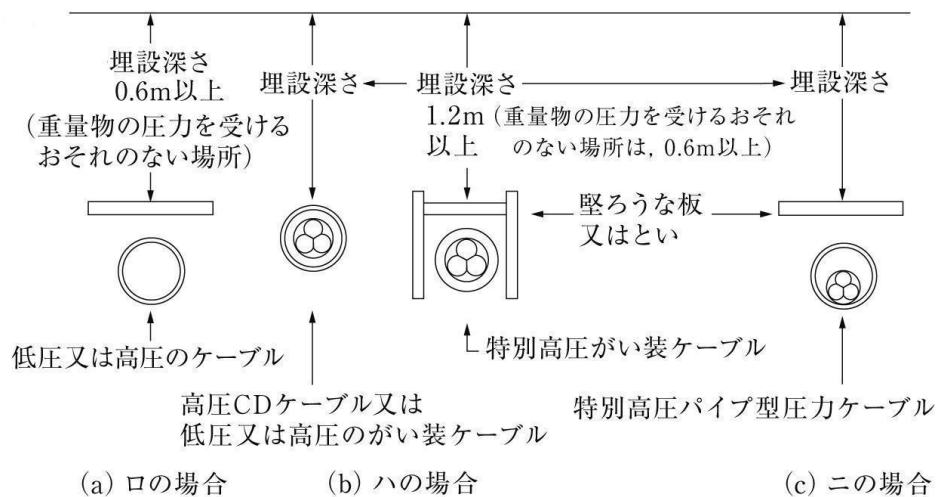 埋設深さ
0.6m以上
（重量物の圧力を受ける
おそれのない場所）
埋設深さ
埋設深さ
1.2m（重量物の圧力を受けるおそれ
以上　のない場所は，0.6m以上）
埋設深さ
堅ろうな板
又はとい
低圧又は高圧のケーブル
特別高圧がい装ケーブル
高圧CDケーブル又は
低圧又は高圧のがい装ケーブル
特別高圧パイプ型圧力ケーブル
(a) ロの場合
(b) ハの場合
(c) ニの場合